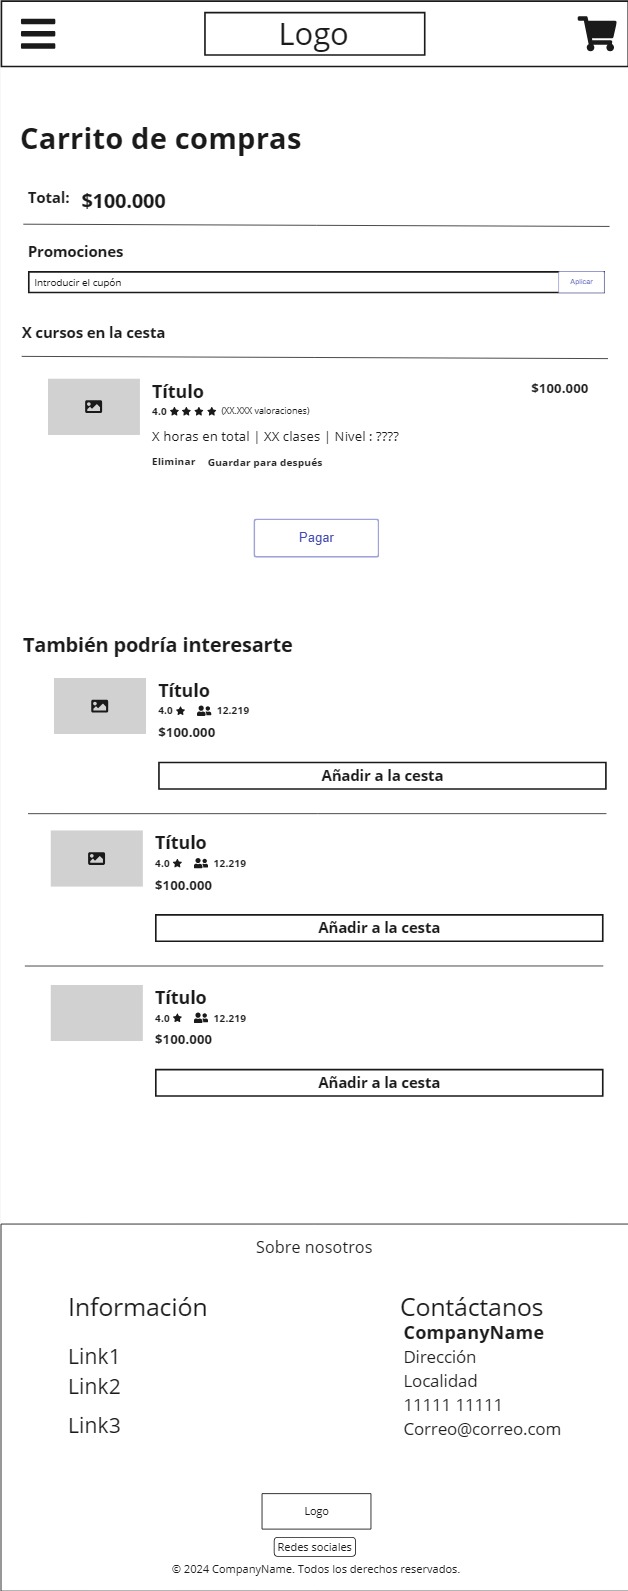 Logo
Carrito de compras
Total: $100.000
Promociones
Introducir el cupón Aplicar
X cursos en la cesta
Título $100.000
4.0 (XX.XXX valoraciones)
X horas en total | XX clases | Nivel : ????
Eliminar Guardar para después
Pagar
También podría interesarte
Título
4.0 12.219
$100.000
Añadir a la cesta
Título
4.0 12.219
$100.000
Añadir a la cesta
Título
4.0 12.219
$100.000
Añadir a la cesta
Sobre nosotros
Información
Link1
Link2
Link3
Contáctanos
CompanyName
Dirección
Localidad
11111 11111
Correo@correo.com
Logo
Redes sociales
© 2024 CompanyName. Todos los derechos reservados.